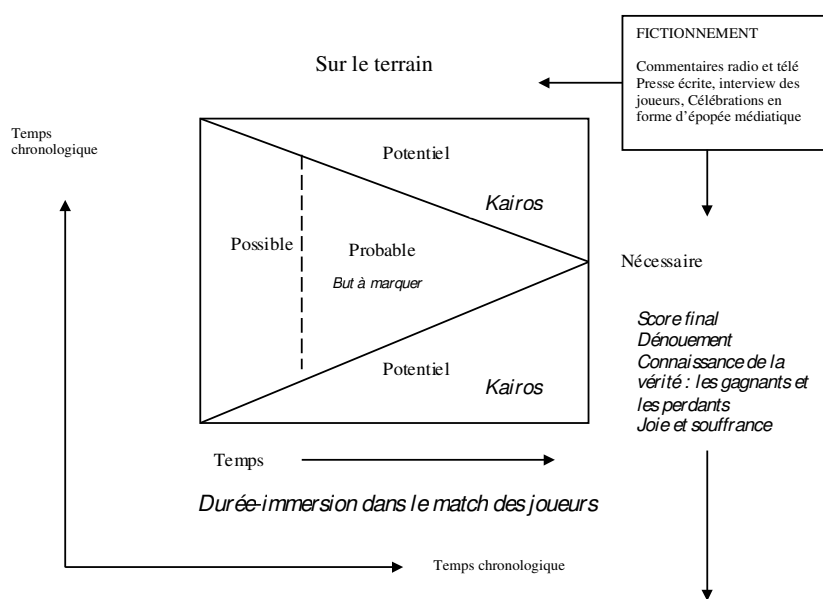 FICTIONNEMENT
Commentaires radio et télé
Presse écrite, interview des
joueurs, Célébrations en
forme d'épopée médiatique
Sur le terrain
Temps
chronologique
Potentiel
Kairos
Possible
Probable
But à marquer
Nécessaire
Potentiel
Kairos
Score final
Dénouement
Connaissance de la
vérité : les gagnants et
les perdants
Joie et souffrance
Temps
Durée-immersion dans le match des joueurs
Temps chronologique